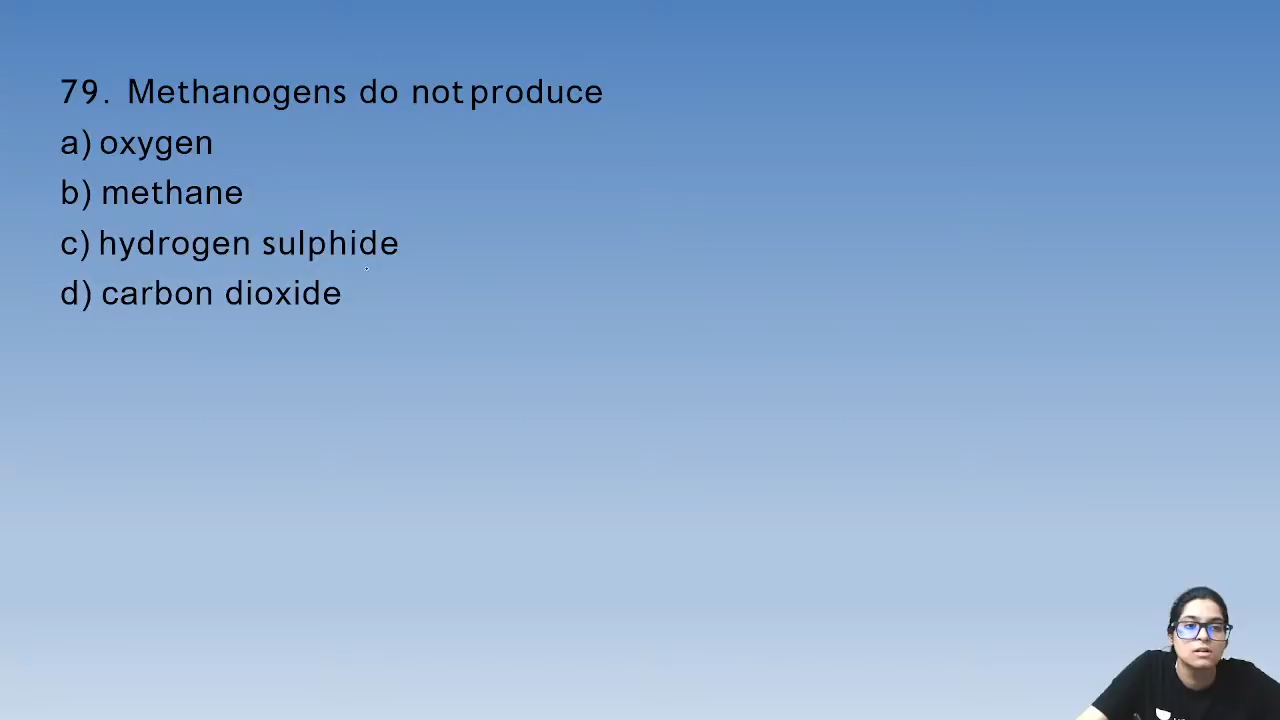 79. Methanogens do not produce
a) oxygen
b) methane
c) hydrogen sulphide
d) carbon dioxide